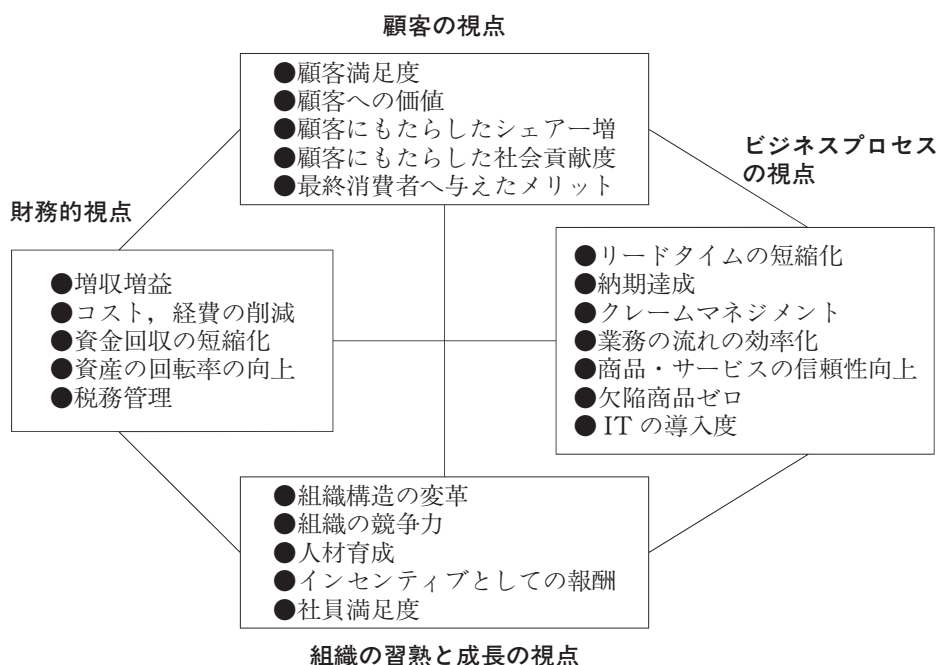 顧客の視点
●顧客満足度
●顧客への価値
●顧客にもたらしたシェアー増
●顧客にもたらした社会貢献度
●最終消費者へ与えたメリット
ビジネスプロセス
の視点
財務的視点
●増収増益
●コスト，経費の削減
●資金回収の短縮化
●資産の回転率の向上
●税務管理
●リードタイムの短縮化
●納期達成
●クレームマネジメント
●業務の流れの効率化
●商品・サービスの信頼性向上
●欠陥商品ゼロ
●IT の導入度
●組織構造の変革
●組織の競争力
●人材育成
●インセンティブとしての報酬
●社員満足度
組織の習熟と成長の視点